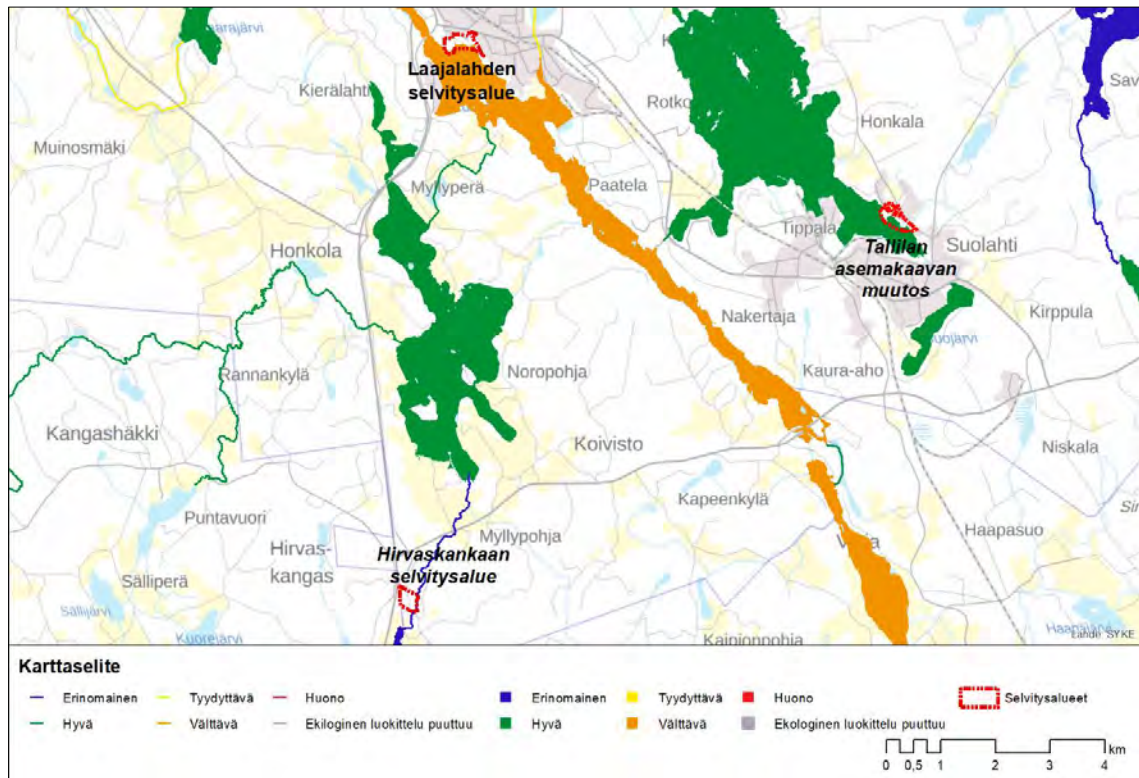 Kierälahti
Laajalahden
selvitysalue
Rotko
Honkala
Muinosmäki
Myllyperä
Paatela
Tippala
Honkola
Tallilan
asemakaavan
muutos
Suolahti
Nakertaja
Kirppula
Rannankylä
Noropohja
Kaura-aho
Kangashäkki
Koivisto
Niskala
Kapeenkylä
Puntavuori
Myllypohja
Haapasuo
Hirvas-
kangas
Hirvaskankaan
selvitysalue
Sälliperä
Sällijärvi
Kuorejärvi
Kaipionpohja
Lähde SYKE
Karttaselite
Erinomainen Tyydyttävä Huono Erinomainen Tyydyttävä Huono Selvitysalueet
Hyvä Välttävä Ekiloginen luokittelu puuttuu Hyvä Välttävä Ekologinen luokittelu puuttuu
km
0 0,5 1 2 3 4